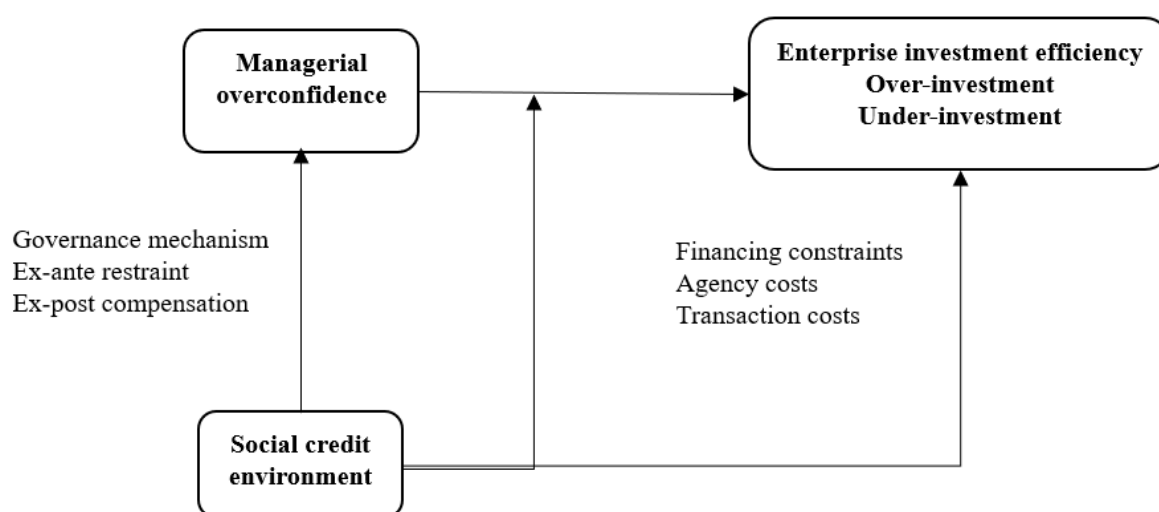 Managerial
overconfidence
Enterprise investment efficiency
Over-investment
Under-investment
Governance mechanism
Ex-ante restraint
Ex-post compensation
Financing constraints
Agency costs
Transaction costs
Social credit
environment